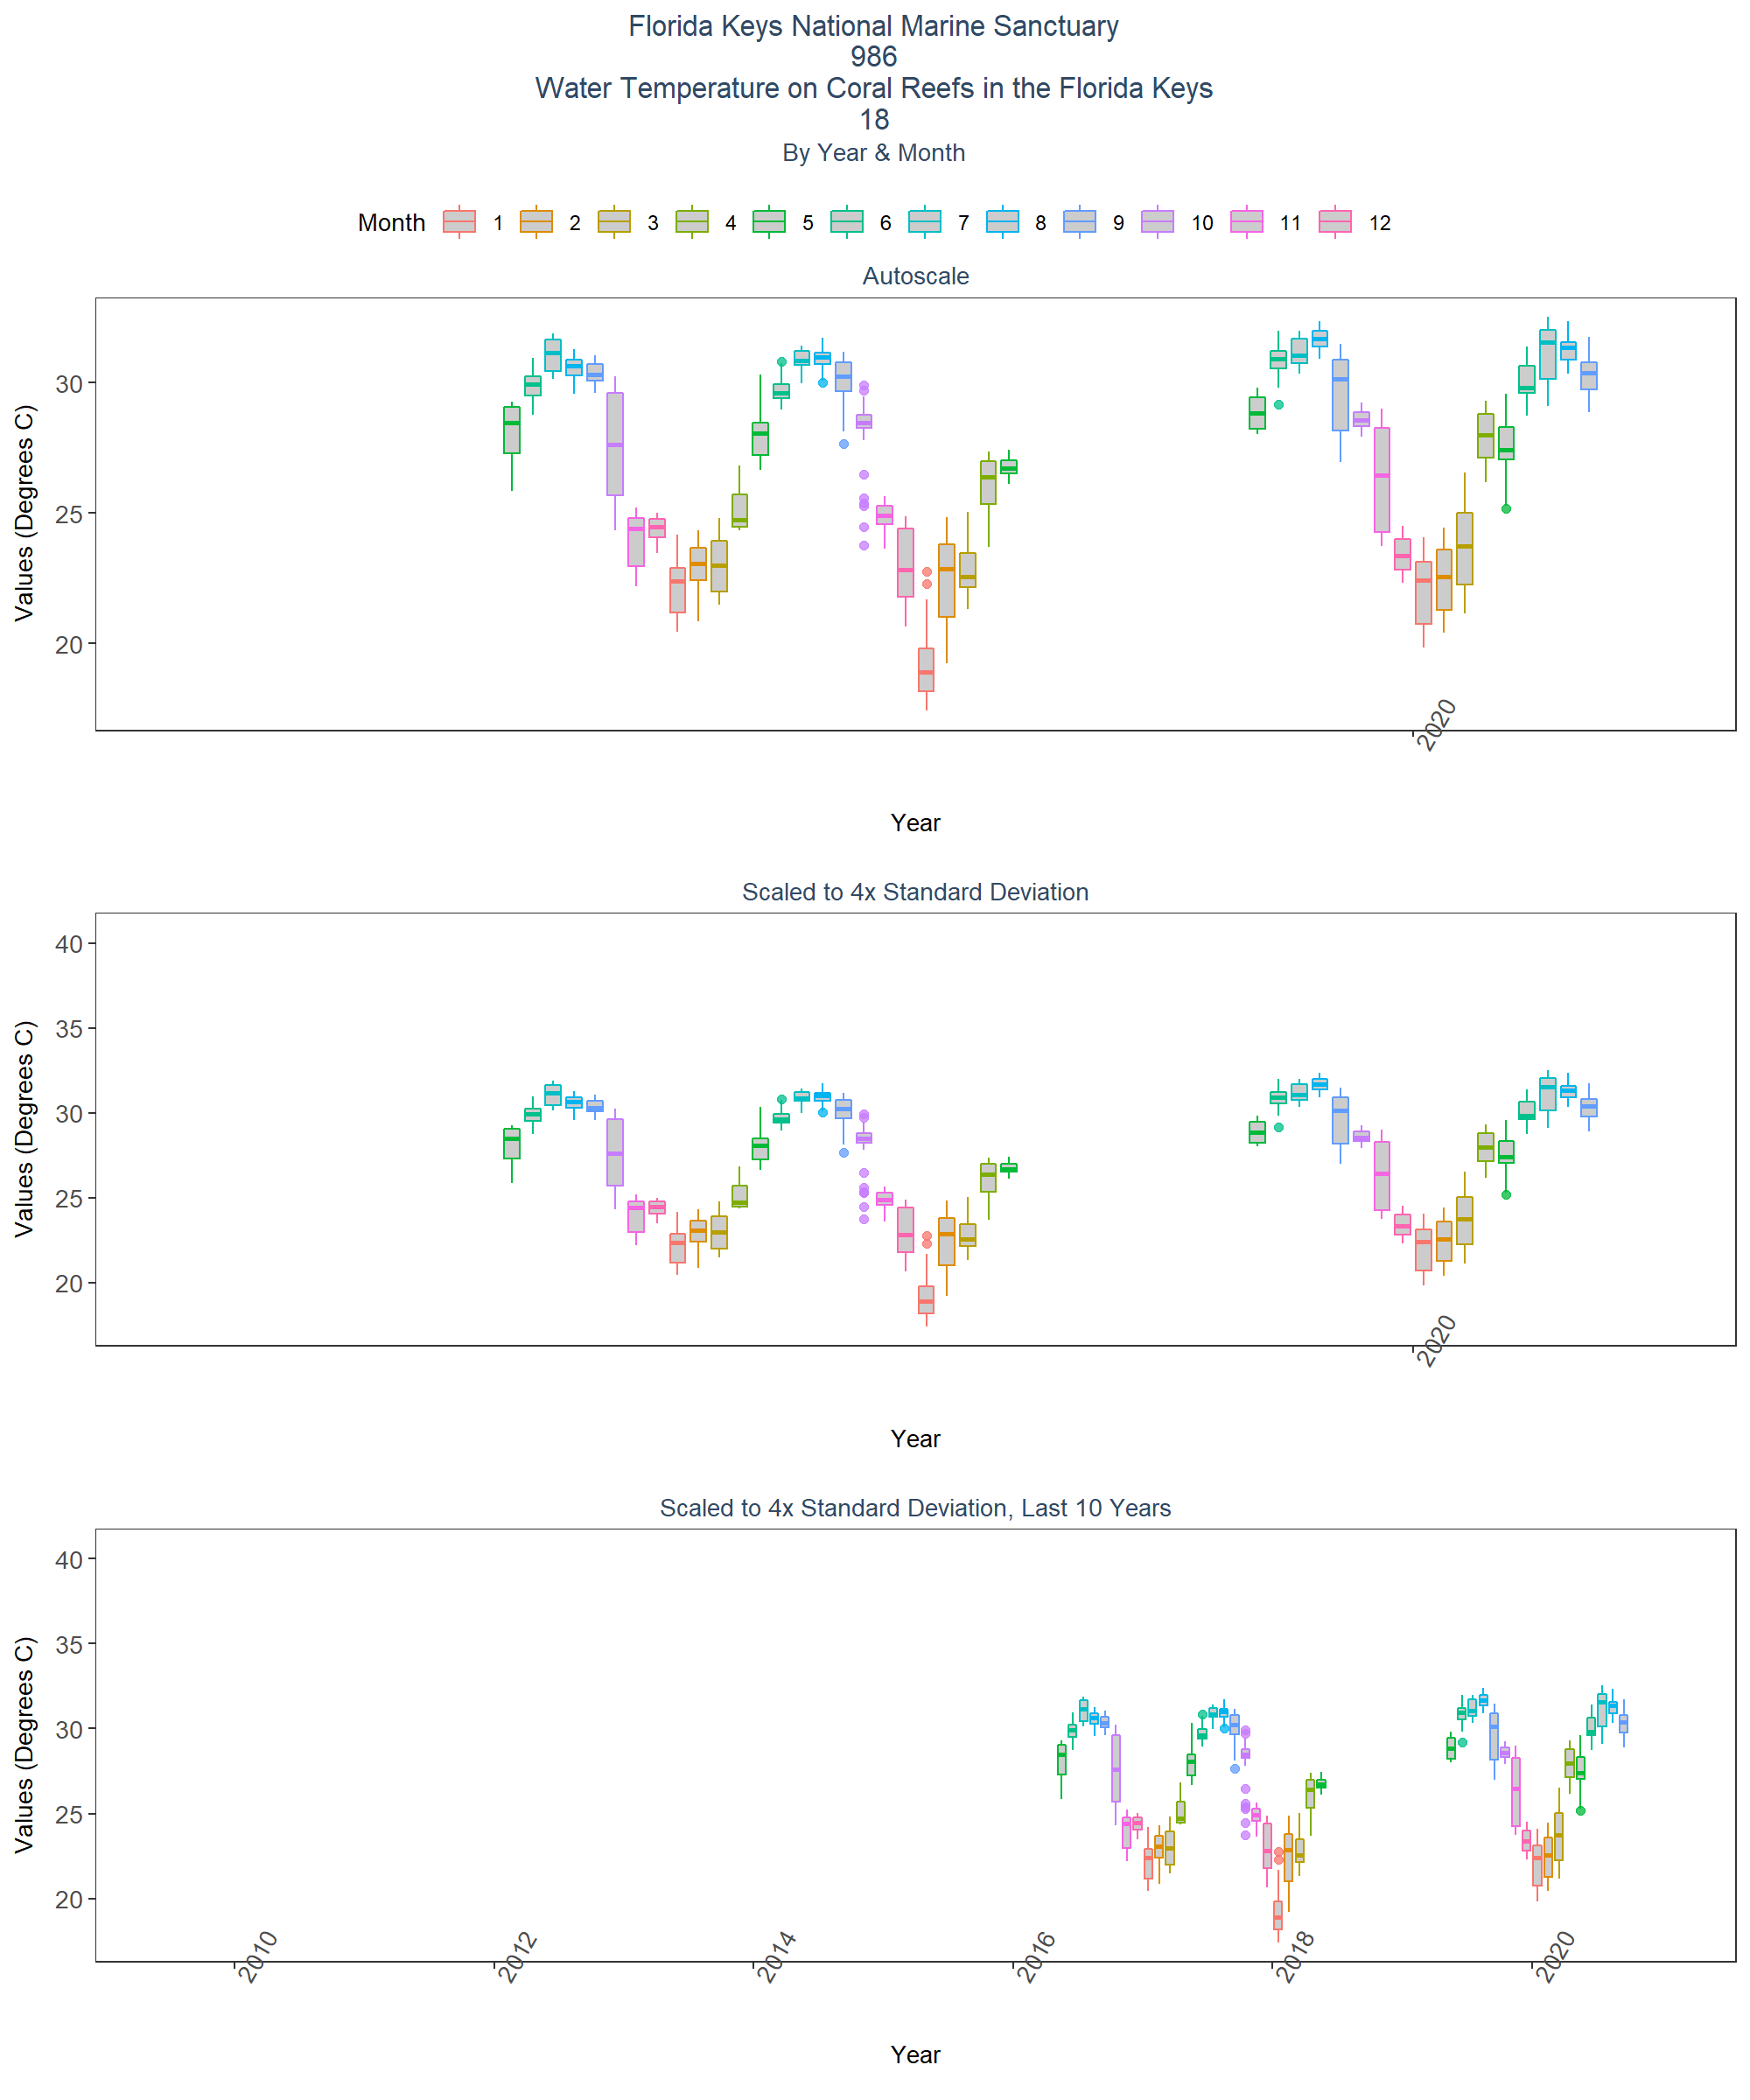 Florida Keys National Marine Sanctuary
986
Water Temperature on Coral Reefs in the Florida Keys
18
By Year & Month
Month 1 2 3 4 5 6 7 8 9 10 11 12
Autoscale
Values (Degrees C)
30
25
20
2020
Year
Scaled to 4x Standard Deviation
Values (Degrees C)
40
35
30
25
20
2020
Year
Scaled to 4x Standard Deviation, Last 10 Years
Values (Degrees C)
40
35
30
25
20
2010 2012 2014 2016 2018 2020
Year